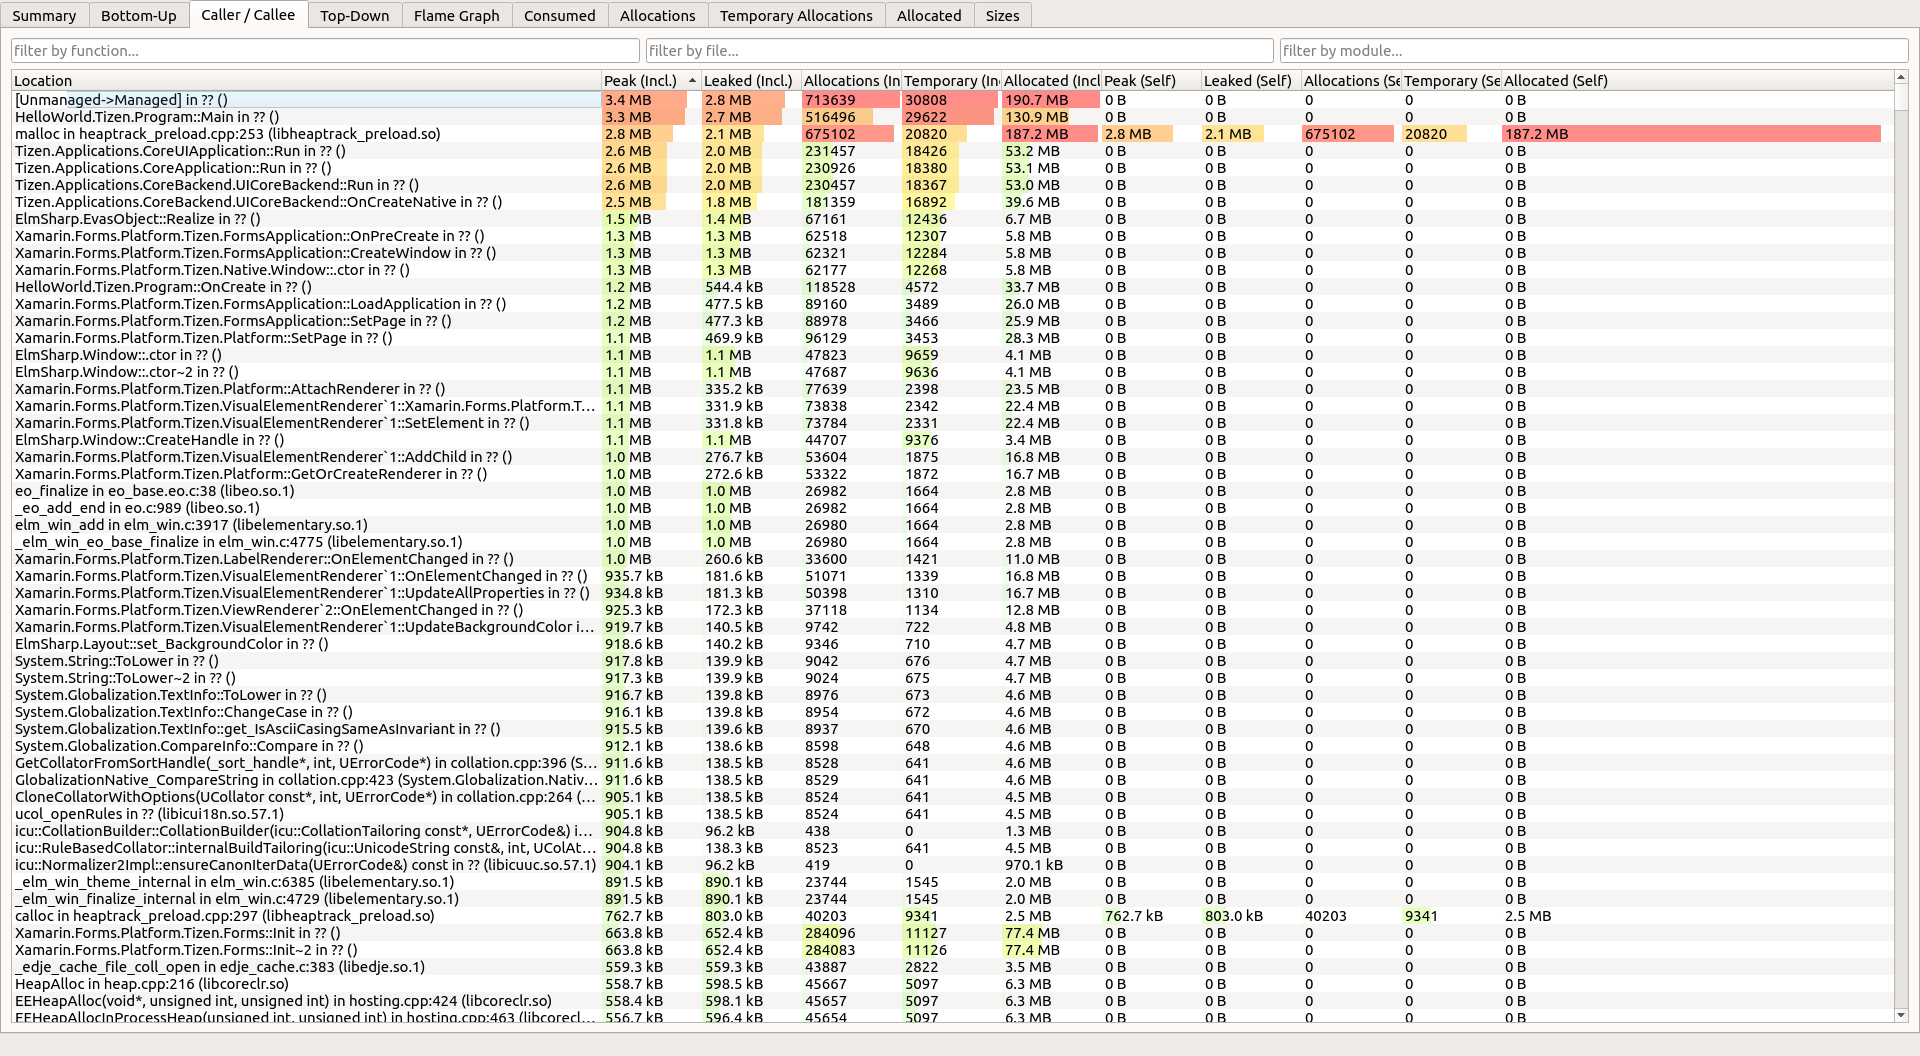 Summary Bottom-Up Caller / Callee Top-Down Flame Graph Consumed Allocations Temporary Allocations Allocated Sizes
filter by function... filter by file... filter by module...
Location Peak (Incl.) Leaked (Incl.) Allocations (In Temporary (In Allocated (Incl Peak (Self) Leaked (Self) Allocations (Se Temporary (Se Allocated (Self)
[Unmanaged->Managed] in ?? () 3.4 MB 2.8 MB 713639 30808 190.7 MB 0 B 0 B 0 0 0 B
HelloWorld.Tizen.Program::Main in ?? () 3.3 MB 2.7 MB 516496 29622 130.9 MB 0 B 0 B 0 0 0 B
malloc in heaptrack_preload.cpp:253 (libheaptrack_preload.so) 2.8 MB 2.1 MB 675102 20820 187.2 MB 2.8 MB 2.1 MB 675102 20820 187.2 MB
Tizen.Applications.CoreUIApplication::Run in ?? () 2.6 MB 2.0 MB 231457 18426 53.2 MB 0 B 0 B 0 0 0 B
Tizen.Applications.CoreApplication::Run in ?? () 2.6 MB 2.0 MB 230926 18380 53.1 MB 0 B 0 B 0 0 0 B
Tizen.Applications.CoreBackend.UICoreBackend::Run in ?? () 2.6 MB 2.0 MB 230457 18367 53.0 MB 0 B 0 B 0 0 0 B
Tizen.Applications.CoreBackend.UICoreBackend::OnCreateNative in ?? () 2.5 MB 1.8 MB 181359 16892 39.6 MB 0 B 0 B 0 0 0 B
ElmSharp.EvasObject::Realize in ?? () 1.5 MB 1.4 MB 67161 12436 6.7 MB 0 B 0 B 0 0 0 B
Xamarin.Forms.Platform.Tizen.FormsApplication::OnPreCreate in ?? () 1.3 MB 1.3 MB 62518 12307 5.8 MB 0 B 0 B 0 0 0 B
Xamarin.Forms.Platform.Tizen.FormsApplication::CreateWindow in ?? () 1.3 MB 1.3 MB 62321 12284 5.8 MB 0 B 0 B 0 0 0 B
Xamarin.Forms.Platform.Tizen.Native.Window::.ctor in ?? () 1.3 MB 1.3 MB 62177 12268 5.8 MB 0 B 0 B 0 0 0 B
HelloWorld.Tizen.Program::OnCreate in ?? () 1.2 MB 544.4 kB 118528 4572 33.7 MB 0 B 0 B 0 0 0 B
Xamarin.Forms.Platform.Tizen.FormsApplication::LoadApplication in ?? () 1.2 MB 477.5 kB 89160 3489 26.0 MB 0 B 0 B 0 0 0 B
Xamarin.Forms.Platform.Tizen.FormsApplication::SetPage in ?? () 1.2 MB 477.3 kB 88978 3466 25.9 MB 0 B 0 B 0 0 0 B
Xamarin.Forms.Platform.Tizen.Platform::SetPage in ?? () 1.1 MB 469.9 kB 96129 3453 28.3 MB 0 B 0 B 0 0 0 B
ElmSharp.Window::.ctor in ?? () 1.1 MB 1.1 MB 47823 9659 4.1 MB 0 B 0 B 0 0 0 B
ElmSharp.Window::.ctor~2 in ?? () 1.1 MB 1.1 MB 47687 9636 4.1 MB 0 B 0 B 0 0 0 B
Xamarin.Forms.Platform.Tizen.Platform::AttachRenderer in ?? () 1.1 MB 335.2 kB 77639 2398 23.5 MB 0 B 0 B 0 0 0 B
Xamarin.Forms.Platform.Tizen.VisualElementRenderer`1::Xamarin.Forms.Platform.T... 1.1 MB 331.9 kB 73838 2342 22.4 MB 0 B 0 B 0 0 0 B
Xamarin.Forms.Platform.Tizen.VisualElementRenderer`1::SetElement in ?? () 1.1 MB 331.8 kB 73784 2331 22.4 MB 0 B 0 B 0 0 0 B
ElmSharp.Window::CreateHandle in ?? () 1.1 MB 1.1 MB 44707 9376 3.4 MB 0 B 0 B 0 0 0 B
Xamarin.Forms.Platform.Tizen.VisualElementRenderer`1::AddChild in ?? () 1.0 MB 276.7 kB 53604 1875 16.8 MB 0 B 0 B 0 0 0 B
Xamarin.Forms.Platform.Tizen.Platform::GetOrCreateRenderer in ?? () 1.0 MB 272.6 kB 53322 1872 16.7 MB 0 B 0 B 0 0 0 B
eo_finalize in eo_base.eo.c:38 (libeo.so.1) 1.0 MB 1.0 MB 26982 1664 2.8 MB 0 B 0 B 0 0 0 B
_eo_add_end in eo.c:989 (libeo.so.1) 1.0 MB 1.0 MB 26982 1664 2.8 MB 0 B 0 B 0 0 0 B
elm_win_add in elm_win.c:3917 (libelementary.so.1) 1.0 MB 1.0 MB 26980 1664 2.8 MB 0 B 0 B 0 0 0 B
_elm_win_eo_base_finalize in elm_win.c:4775 (libelementary.so.1) 1.0 MB 1.0 MB 26980 1664 2.8 MB 0 B 0 B 0 0 0 B
Xamarin.Forms.Platform.Tizen.LabelRenderer::OnElementChanged in ?? () 1.0 MB 260.6 kB 33600 1421 11.0 MB 0 B 0 B 0 0 0 B
Xamarin.Forms.Platform.Tizen.VisualElementRenderer`1::OnElementChanged in ?? () 935.7 kB 181.6 kB 51071 1339 16.8 MB 0 B 0 B 0 0 0 B
Xamarin.Forms.Platform.Tizen.VisualElementRenderer`1::UpdateAllProperties in ?? () 934.8 kB 181.3 kB 50398 1310 16.7 MB 0 B 0 B 0 0 0 B
Xamarin.Forms.Platform.Tizen.ViewRenderer`2::OnElementChanged in ?? () 925.3 kB 172.3 kB 37118 1134 12.8 MB 0 B 0 B 0 0 0 B
Xamarin.Forms.Platform.Tizen.VisualElementRenderer`1::UpdateBackgroundColor i... 919.7 kB 140.5 kB 9742 722 4.8 MB 0 B 0 B 0 0 0 B
ElmSharp.Layout::set_BackgroundColor in ?? () 918.6 kB 140.2 kB 9346 710 4.7 MB 0 B 0 B 0 0 0 B
System.String::ToLower in ?? () 917.8 kB 139.9 kB 9042 676 4.7 MB 0 B 0 B 0 0 0 B
System.String::ToLower~2 in ?? () 917.3 kB 139.9 kB 9024 675 4.7 MB 0 B 0 B 0 0 0 B
System.Globalization.TextInfo::ToLower in ?? () 916.7 kB 139.8 kB 8976 673 4.6 MB 0 B 0 B 0 0 0 B
System.Globalization.TextInfo::ChangeCase in ?? () 916.1 kB 139.8 kB 8954 672 4.6 MB 0 B 0 B 0 0 0 B
System.Globalization.TextInfo::get_IsAsciiCasingSameAsInvariant in ?? () 915.5 kB 139.6 kB 8937 670 4.6 MB 0 B 0 B 0 0 0 B
System.Globalization.CompareInfo::Compare in ?? () 912.1 kB 138.6 kB 8598 648 4.6 MB 0 B 0 B 0 0 0 B
GetCollatorFromSortHandle(_sort_handle*, int, UErrorCode*) in collation.cpp:396 (S... 911.6 kB 138.5 kB 8528 641 4.6 MB 0 B 0 B 0 0 0 B
GlobalizationNative_CompareString in collation.cpp:423 (System.Globalization.Nativ... 911.6 kB 138.5 kB 8529 641 4.6 MB 0 B 0 B 0 0 0 B
CloneCollatorWithOptions(UCollator const*, int, UErrorCode*) in collation.cpp:264 (... 905.1 kB 138.5 kB 8524 641 4.5 MB 0 B 0 B 0 0 0 B
ucol_openRules in ?? (libicui18n.so.57.1) 905.1 kB 138.5 kB 8524 641 4.5 MB 0 B 0 B 0 0 0 B
icu::CollationBuilder::CollationBuilder(icu::CollationTailoring const*, UErrorCode&) i... 904.8 kB 96.2 kB 438 0 1.3 MB 0 B 0 B 0 0 0 B
icu::RuleBasedCollator::internalBuildTailoring(icu::UnicodeString const&, int, UColAt... 904.8 kB 138.3 kB 8523 641 4.5 MB 0 B 0 B 0 0 0 B
icu::Normalizer2Impl::ensureCanonIterData(UErrorCode&) const in ?? (libicuuc.so.57.1) 904.1 kB 96.2 kB 419 0 970.1 kB 0 B 0 B 0 0 0 B
_elm_win_theme_internal in elm_win.c:6385 (libelementary.so.1) 891.5 kB 890.1 kB 23744 1545 2.0 MB 0 B 0 B 0 0 0 B
_elm_win_finalize_internal in elm_win.c:4729 (libelementary.so.1) 891.5 kB 890.1 kB 23744 1545 2.0 MB 0 B 0 B 0 0 0 B
calloc in heaptrack_preload.cpp:297 (libheaptrack_preload.so) 762.7 kB 803.0 kB 40203 9341 2.5 MB 762.7 kB 803.0 kB 40203 9341 2.5 MB
Xamarin.Forms.Platform.Tizen.Forms::Init in ?? () 663.8 kB 652.4 kB 284096 11127 77.4 MB 0 B 0 B 0 0 0 B
Xamarin.Forms.Platform.Tizen.Forms::Init~2 in ?? () 663.8 kB 652.4 kB 284083 11126 77.4 MB 0 B 0 B 0 0 0 B
_edje_cache_file_coll_open in edje_cache.c:383 (libedje.so.1) 559.3 kB 559.3 kB 43887 2822 3.5 MB 0 B 0 B 0 0 0 B
HeapAlloc in heap.cpp:216 (libcoreclr.so) 558.7 kB 598.5 kB 45667 5097 6.3 MB 0 B 0 B 0 0 0 B
EEHeapAlloc(void*, unsigned int, unsigned int) in hosting.cpp:424 (libcoreclr.so) 558.4 kB 598.1 kB 45657 5097 6.3 MB 0 B 0 B 0 0 0 B
EEHeapAllocInProcessHeap(unsigned int, unsigned int) in hosting.cpp:463 (libcorecl... 556.7 kB 596.4 kB 45654 5097 6.3 MB 0 B 0 B 0 0 0 B